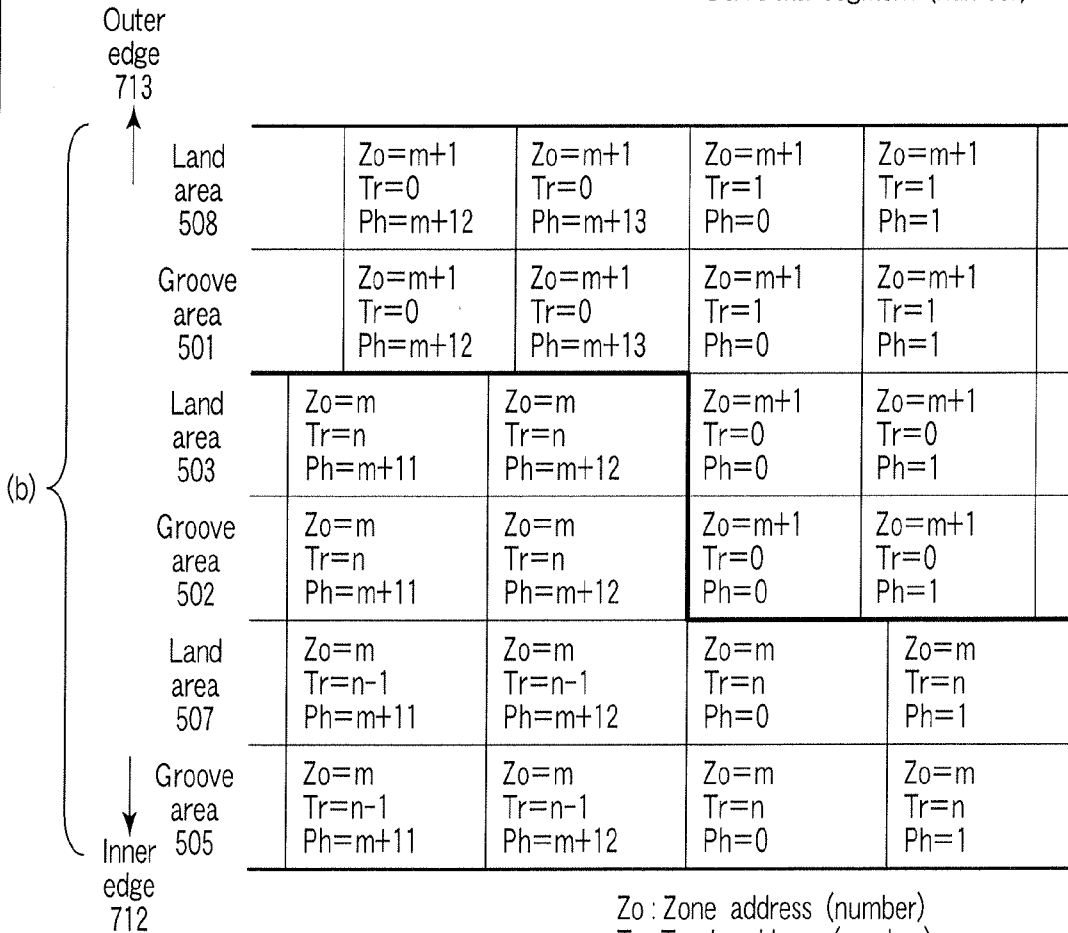 Outer
edge
713
Land
area
508
Zo=m+1
Tr=0
Ph=m+12
Zo=m+1
Tr=0
Ph=m+13
Zo=m+1
Tr=1
Ph=0
Zo=m+1
Tr=1
Ph=1
Groove
area
501
Zo=m+1
Tr=0
Ph=m+12
Zo=m+1
Tr=0
Ph=m+13
Zo=m+1
Tr=1
Ph=0
Zo=m+1
Tr=1
Ph=1
(b)
Land
area
503
Zo=m
Tr=n
Ph=m+11
Zo=m
Tr=n
Ph=m+12
Zo=m+1
Tr=0
Ph=0
Zo=m+1
Tr=0
Ph=1
Groove
area
502
Zo=m
Tr=n
Ph=m+11
Zo=m
Tr=n
Ph=m+12
Zo=m+1
Tr=0
Ph=0
Zo=m+1
Tr=0
Ph=1
Land
area
507
Zo=m
Tr=n-1
Ph=m+11
Zo=m
Tr=n-1
Ph=m+12
Zo=m
Tr=n
Ph=0
Zo=m
Tr=n
Ph=1
Groove
area
505
Zo=m
Tr=n-1
Ph=m+11
Zo=m
Tr=n-1
Ph=m+12
Zo=m
Tr=n
Ph=0
Zo=m
Tr=n
Ph=1
Inner
edge
712
Zo : Zone address (number)